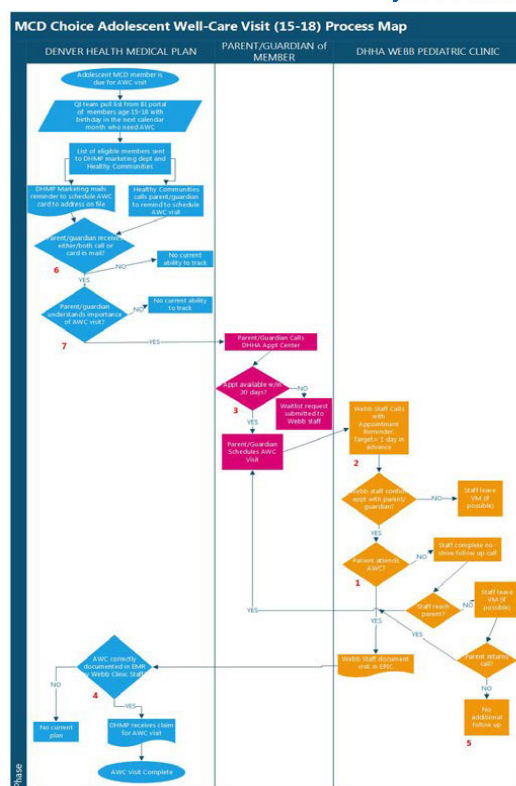 MCD Choice Adolescent Well-Care Visit (15-18) Process Map
DENVER HEALTH MEDICAL PLAN
PARENT/GUARDIAN of
MEMBER
DHHA WEBB PEDIATRIC CLINIC
Adolescent MCD member is
due for AWC visit
QI team pull list from BI portal
of members age 15-18 with
birthday in the next calendar
month who need AWC
List of eligible members sent
to DHMP marketing dept and
Healthy Communities
DHMP Marketing mails
reminder to schedule AWC
card to address on file
Healthy Communities
calls parent/guardian
to remind to schedule
AWC visit
Parent/guardian receives
either/both call or
card in mail?
6
NO
No current
ability to track
YES
Parent/guardian
understands importance
of AWC visit?
7
NO
No current ability to
track
YES
Parent/Guardian Calls
DHHA Appt Center
Appt available w/in
30 days?
3
NO
Waitlist request
submitted to
Webb staff
YES
Parent/Guardian
Schedules AWC
Visit
Webb Staff Calls
with
Appointment
Reminder,
Target= 1 day in
advance
2
Webb staff confirm
appt with parent/
guardian?
NO
Staff leave
VM (if
possible)
YES
Patient attends
AWC?
1
NO
Staff complete no-
show follow up call
Staff reach
parent?
YES
NO
Staff leave
VM (if
possible)
YES
Parent returns
call?
NO
No
additional
follow up
5
YES
Webb Staff document
visit in EPIC
AWC correctly
documented in EMR
by Webb Clinic Staff
4
NO
No current
plan
YES
DHMP receives claim
for AWC visit
AWC Visit Complete
Phase